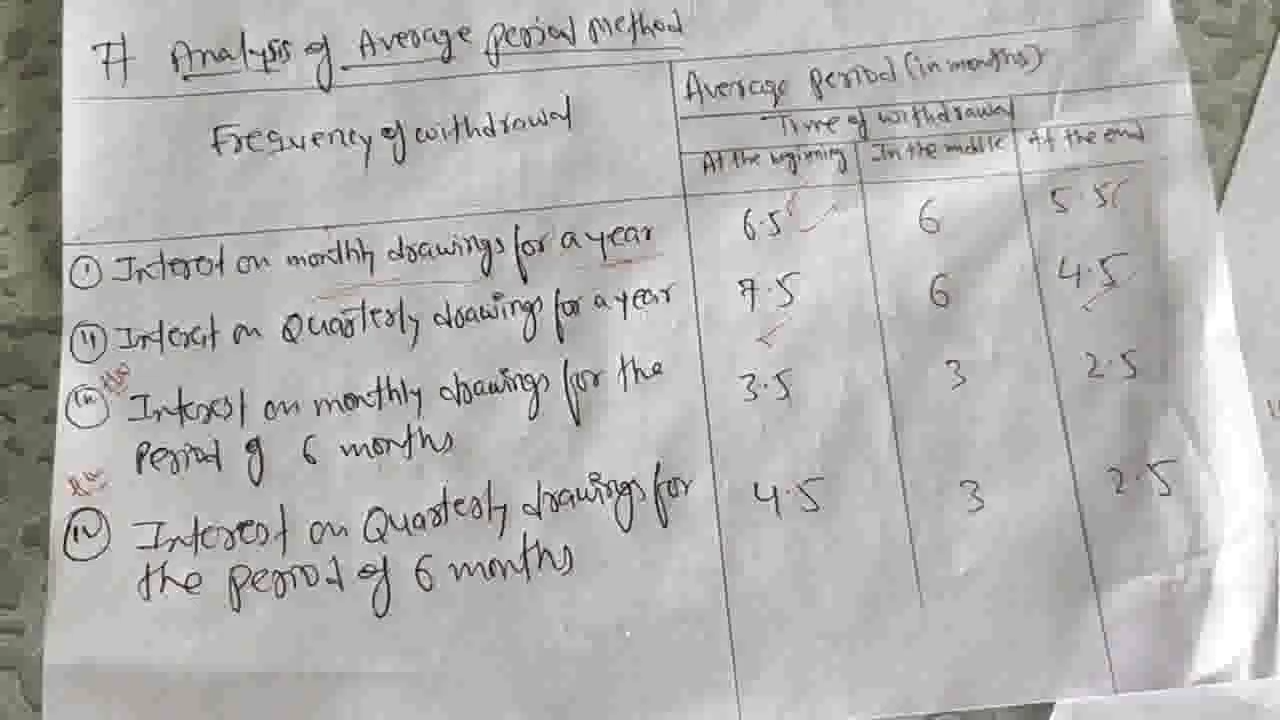 7) Analysis of Average period Method
Frequency of withdrawal
Average period (in months)
Time of withdrawal
At the beginning In the middle At the end
(i) Interest on monthly drawings for a year 6.5 6 5.5
(ii) Interest on Quarterly drawings for a year 7.5 6 4.5
(iii) Interest on monthly drawings for the 3.5 3 2.5
period of 6 months
(iv) Interest on Quarterly drawings for 4.5 3 2.5
the period of 6 months